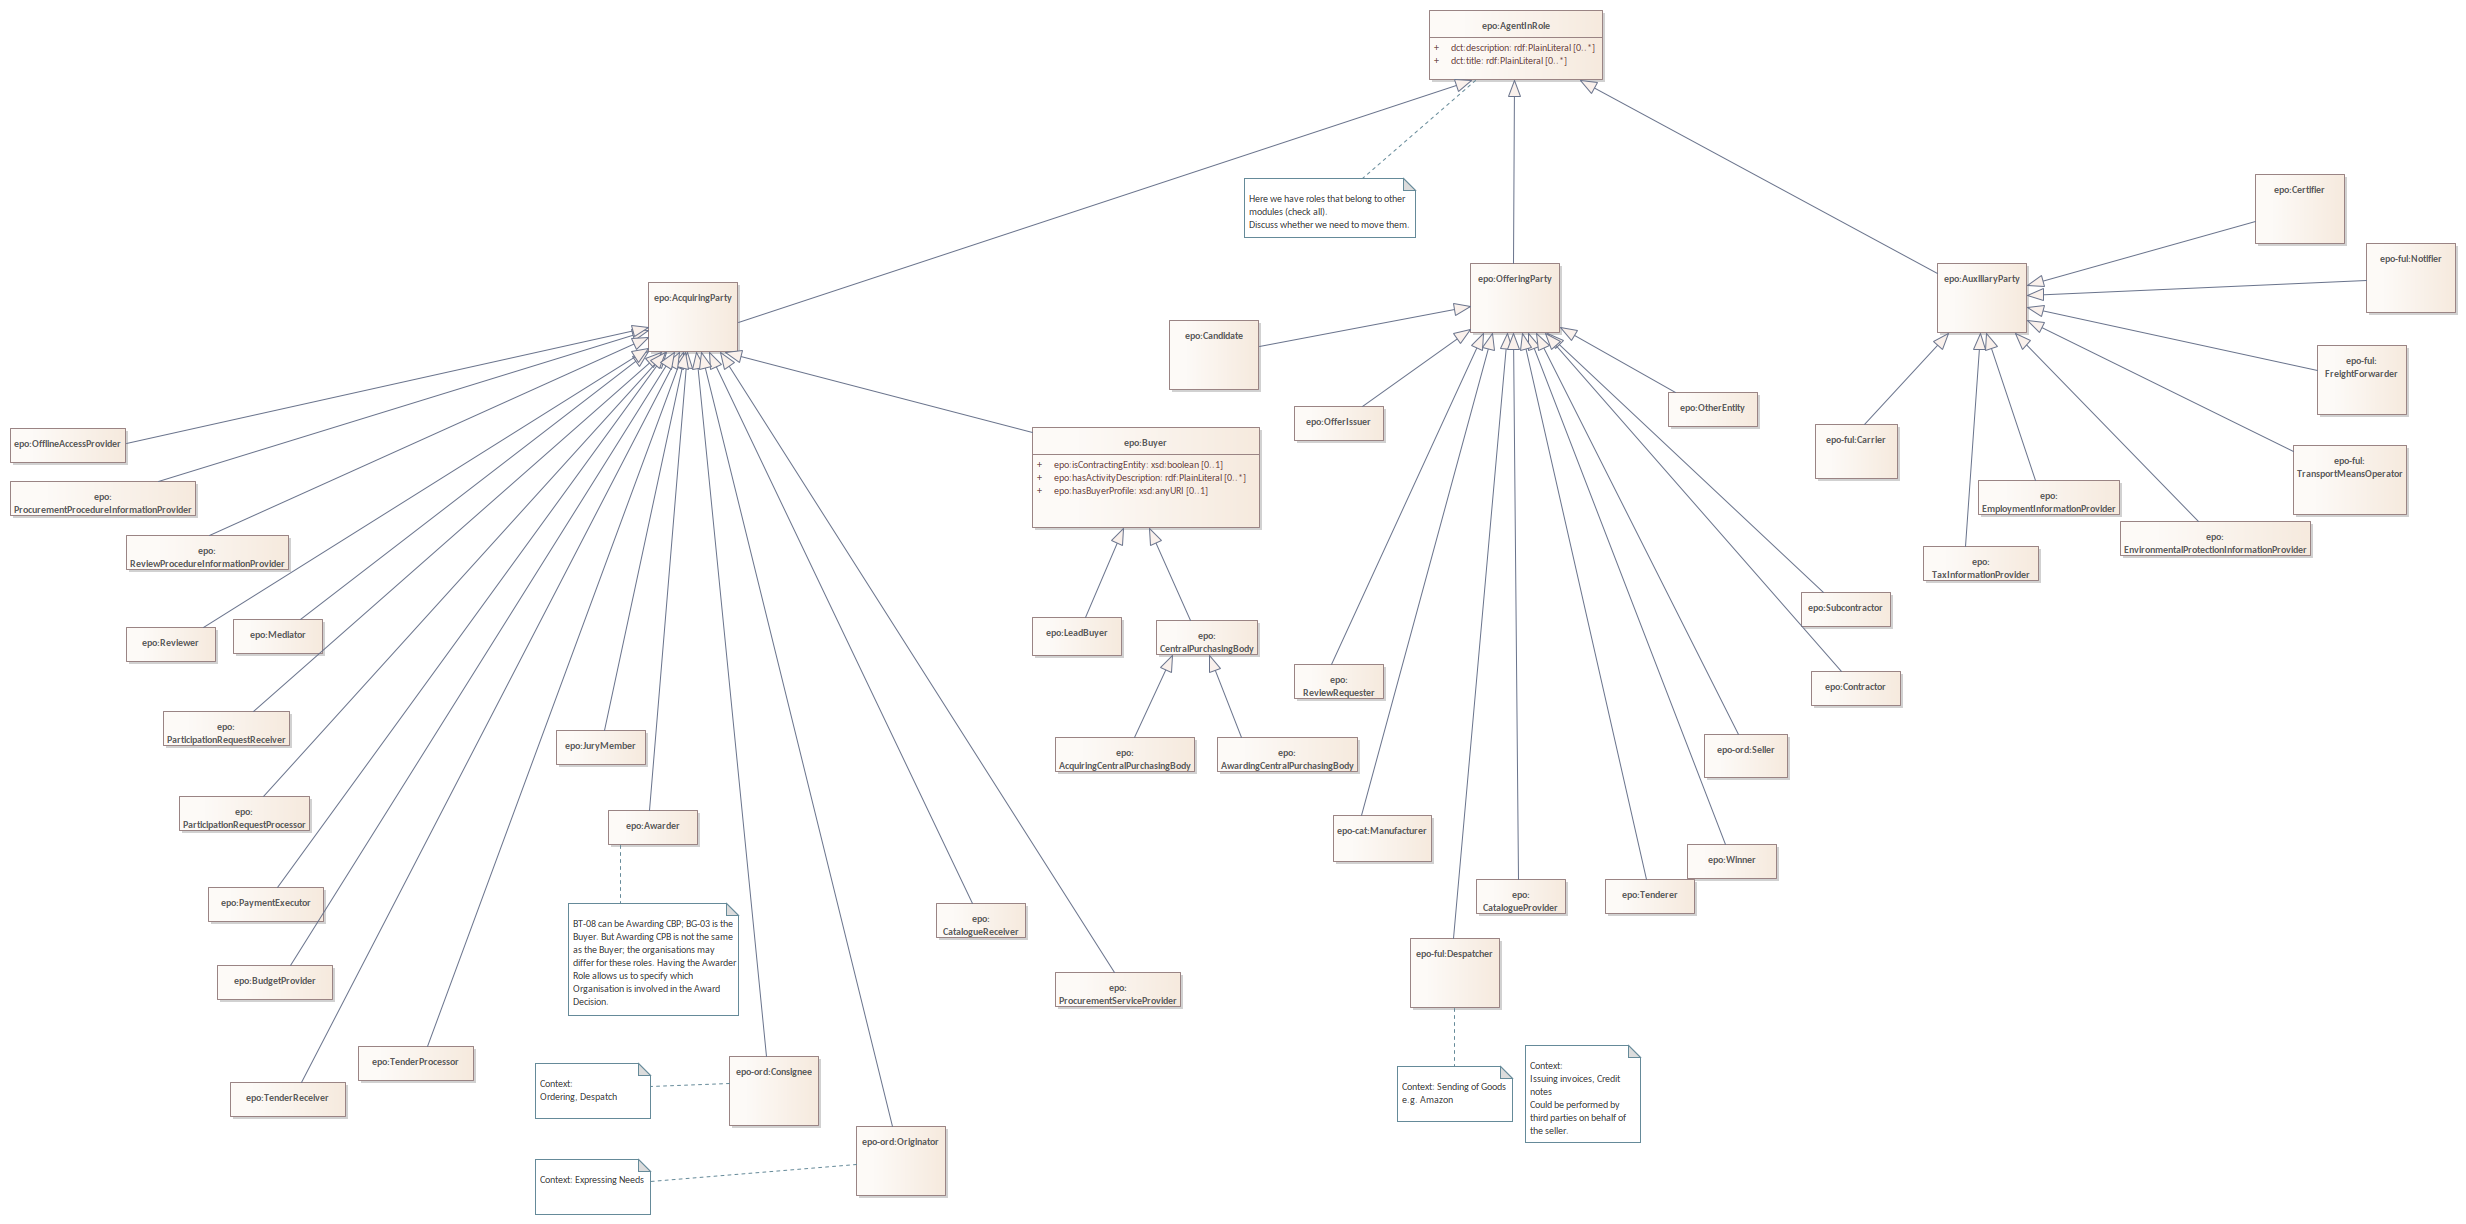 epo:AgentInRole
+ dct:description: rdf:PlainLiteral [0..*]
+ dct:title: rdf:PlainLiteral [0..*]
Here we have roles that belong to other
modules (check all).
Discuss whether we need to move them.
epo:Certifier
epo-ful:Notifier
epo:AcquiringParty
epo:OfferingParty
epo:AuxiliaryParty
epo:Candidate
epo-ful:
FreightForwarder
epo:OfferIssuer
epo:OtherEntity
epo:OfflineAccessProvider
epo:Buyer
+ epo:isContractingEntity: xsd:boolean [0..1]
+ epo:hasActivityDescription: rdf:PlainLiteral [0..*]
+ epo:hasBuyerProfile: xsd:anyURI [0..1]
epo-ful:Carrier
epo-ful:
TransportMeansOperator
epo:
ProcurementProcedureInformationProvider
epo:
EmploymentInformationProvider
epo:
ReviewProcedureInformationProvider
epo:
EnvironmentalProtectionInformationProvider
epo:
TaxInformationProvider
epo:Reviewer
epo:Mediator
epo:LeadBuyer
epo:
CentralPurchasingBody
epo:Subcontractor
epo:
ReviewRequester
epo:Contractor
epo:
ParticipationRequestReceiver
epo:JuryMember
epo:
AcquiringCentralPurchasingBody
epo:
AwardingCentralPurchasingBody
epo-ord:Seller
epo:
ParticipationRequestProcessor
epo:Awarder
epo-cat:Manufacturer
epo:Winner
epo:PaymentExecutor
epo:
CatalogueProvider
epo:Tenderer
BT-08 can be Awarding CBP; BG-03 is the
Buyer. But Awarding CPB is not the same
as the Buyer; the organisations may
differ for these roles. Having the Awarder
Role allows us to specify which
Organisation is involved in the Award
Decision.
epo:
CatalogueReceiver
epo-ful:Despatcher
epo:BudgetProvider
epo:
ProcurementServiceProvider
epo:TenderProcessor
epo:TenderReceiver
Context:
Ordering, Despatch
epo-ord:Consignee
Context: Sending of Goods
e.g. Amazon
Context:
Issuing invoices, Credit
notes
Could be performed by
third parties on behalf of
the seller.
epo-ord:Originator
Context: Expressing Needs